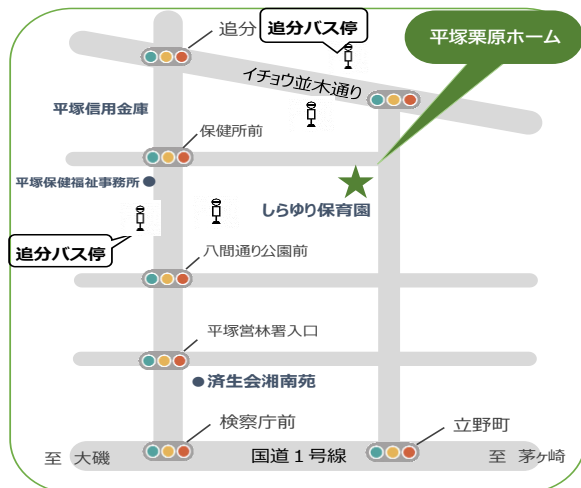 追分
追分バス停
平塚栗原ホーム
イチョウ並木通り
平塚信用金庫
保健所前
平塚保健福祉事務所
しらゆり保育園
追分バス停
八間通り公園前
平塚営林署入口
済生会湘南苑
検察庁前
立野町
至 大磯
国道1号線
至 茅ヶ崎